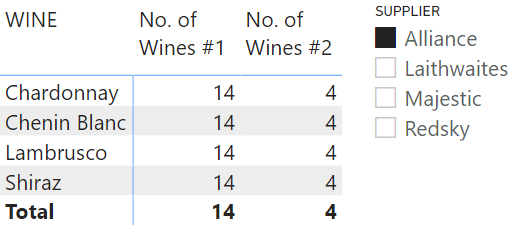 WINE No. of Wines #1 No. of Wines #2
Chardonnay 14 4
Chenin Blanc 14 4
Lambrusco 14 4
Shiraz 14 4
Total 14 4
SUPPLIER
Alliance
Laithwaites
Majestic
Redsky